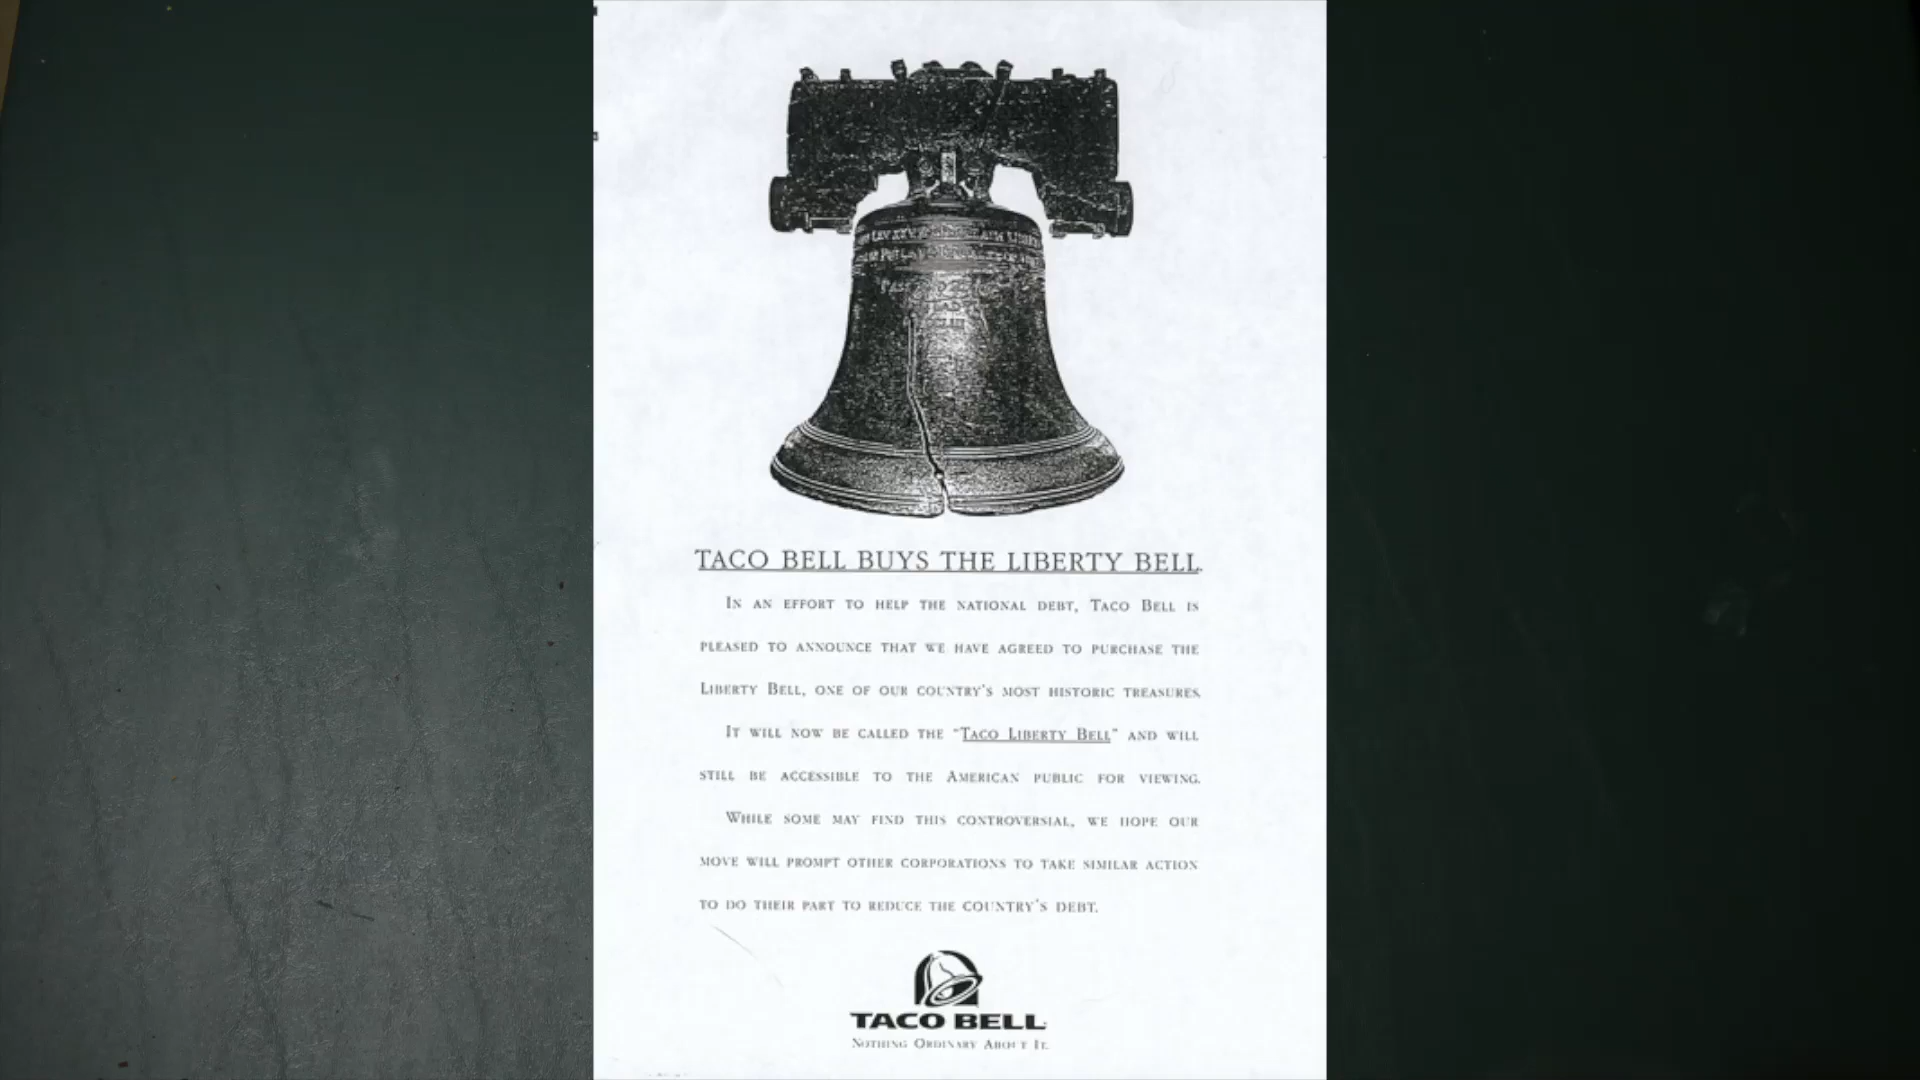 TACO BELL BUYS THE LIBERTY BELL.
In an effort to help the national debt, Taco Bell is
pleased to announce that we have agreed to purchase the
Liberty Bell, one of our country's most historic treasures.
It will now be called the "Taco Liberty Bell" and will
still be accessible to the American public for viewing.
While some may find this controversial, we hope our
move will prompt other corporations to take similar action
to do their part to reduce the country's debt.
TACO BELL
Nothing Ordinary About It.